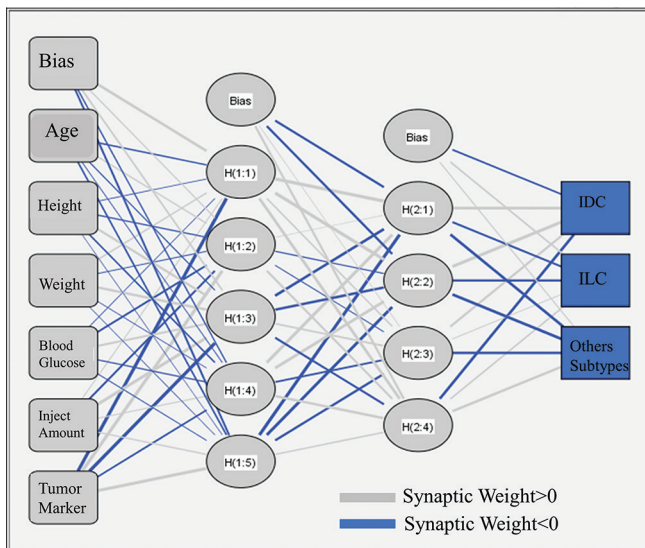 Bias
Age
Height
Weight
Blood
Glucose
Inject
Amount
Tumor
Marker
Bias
H(1:1)
H(1:2)
H(1:3)
H(1:4)
H(1:5)
Bias
H(2:1)
H(2:2)
H(2:3)
H(2:4)
IDC
ILC
Others
Subtypes
Synaptic Weight>0
Synaptic Weight<0